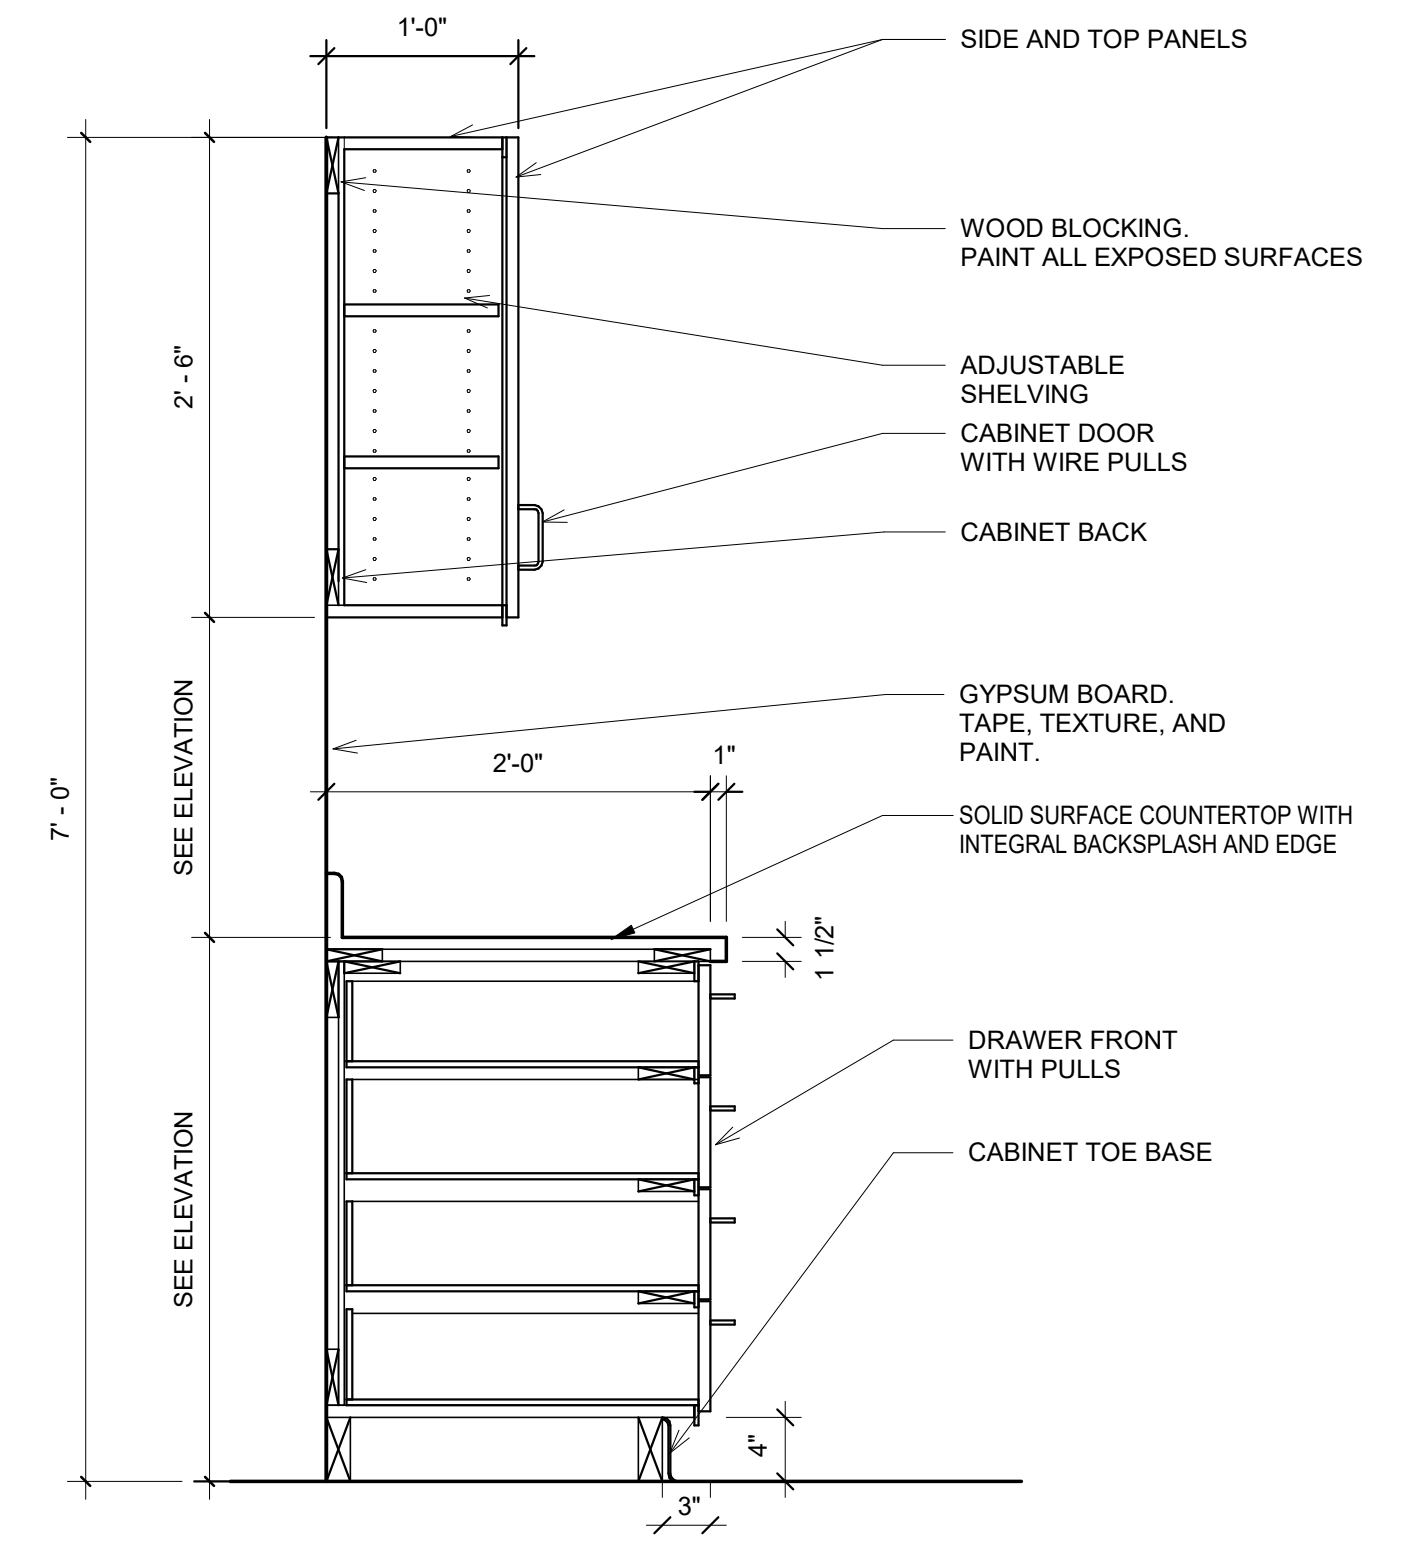 1'-0"
SIDE AND TOP PANELS
WOOD BLOCKING.
PAINT ALL EXPOSED SURFACES
2' - 6"
ADJUSTABLE
SHELVING
CABINET DOOR
WITH WIRE PULLS
CABINET BACK
SEE ELEVATION
GYPSUM BOARD.
TAPE, TEXTURE, AND
PAINT.
2'-0"
1"
7' - 0"
SOLID SURFACE COUNTERTOP WITH
INTEGRAL BACKSPLASH AND EDGE
1 1/2"
DRAWER FRONT
WITH PULLS
SEE ELEVATION
CABINET TOE BASE
4"
3"